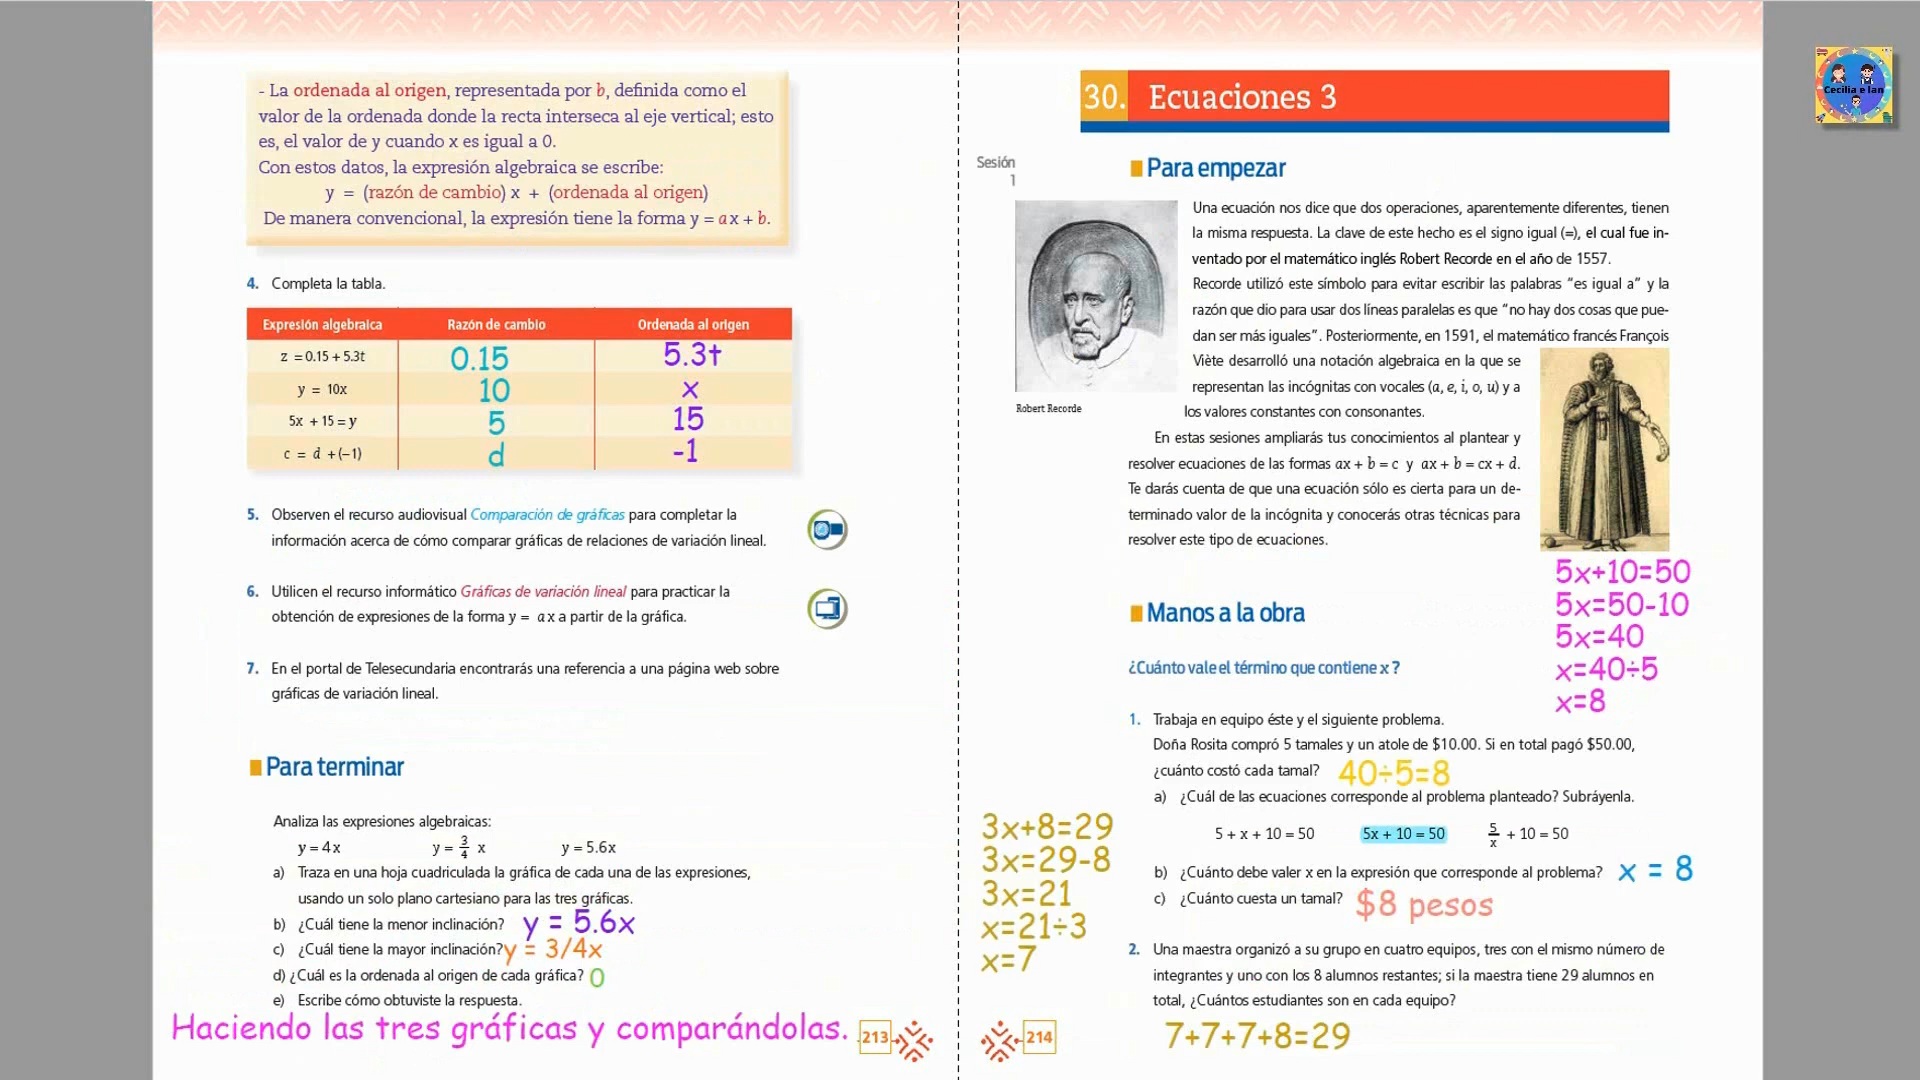 - La ordenada al origen, representada por b, definida como el
valor de la ordenada donde la recta interseca al eje vertical; esto
es, el valor de y cuando x es igual a 0.
Con estos datos, la expresión algebraica se escribe:
y = (razón de cambio) x + (ordenada al origen)
De manera convencional, la expresión tiene la forma y = ax + b.
4. Completa la tabla.
Expresión algebraica Razón de cambio Ordenada al origen
z = 0.15 + 5.3t 0.15 5.3t
y = 10x 10 x
5x + 15 = y 5 15
c = d + (−1) d -1
5. Observen el recurso audiovisual Comparación de gráficas para completar la
información acerca de cómo comparar gráficas de relaciones de variación lineal.
6. Utilicen el recurso informático Gráficas de variación lineal para practicar la
obtención de expresiones de la forma y = ax a partir de la gráfica.
7. En el portal de Telesecundaria encontrarás una referencia a una página web sobre
gráficas de variación lineal.
Para terminar
Analiza las expresiones algebraicas:
y = 4x y = 3/4 x y = 5.6x
a) Traza en una hoja cuadriculada la gráfica de cada una de las expresiones,
usando un solo plano cartesiano para las tres gráficas.
b) ¿Cuál tiene la menor inclinación? y = 5.6x
c) ¿Cuál tiene la mayor inclinación? y = 3/4x
d) ¿Cuál es la ordenada al origen de cada gráfica? 0
e) Escribe cómo obtuviste la respuesta.
Haciendo las tres gráficas y comparándolas.
213
30. Ecuaciones 3
Sesión
1
Para empezar
Una ecuación nos dice que dos operaciones, aparentemente diferentes, tienen
la misma respuesta. La clave de este hecho es el signo igual (=), el cual fue in-
ventado por el matemático inglés Robert Recorde en el año de 1557.
Recorde utilizó este símbolo para evitar escribir las palabras “es igual a” y la
razón que dio para usar dos líneas paralelas es que “no hay dos cosas que pue-
dan ser más iguales”. Posteriormente, en 1591, el matemático francés François
Viète desarrolló una notación algebraica en la que se
representan las incógnitas con vocales (a, e, i, o, u) y a
los valores constantes con consonantes.
Robert Recorde
En estas sesiones ampliarás tus conocimientos al plantear y
resolver ecuaciones de las formas ax + b = c y ax + b = cx + d.
Te darás cuenta de que una ecuación sólo es cierta para un de-
terminado valor de la incógnita y conocerás otras técnicas para
resolver este tipo de ecuaciones.
5x+10=50
5x=50-10
5x=40
x=40÷5
x=8
Manos a la obra
¿Cuánto vale el término que contiene x ?
1. Trabaja en equipo éste y el siguiente problema.
Doña Rosita compró 5 tamales y un atole de $10.00. Si en total pagó $50.00,
¿cuánto costó cada tamal? 40÷5=8
a) ¿Cuál de las ecuaciones corresponde al problema planteado? Subráyenla.
5 + x + 10 = 50 5x + 10 = 50 5/x + 10 = 50
b) ¿Cuánto debe valer x en la expresión que corresponde al problema? x = 8
c) ¿Cuánto cuesta un tamal? $8 pesos
3x+8=29
3x=29-8
3x=21
x=21÷3
x=7
2. Una maestra organizó a su grupo en cuatro equipos, tres con el mismo número de
integrantes y uno con los 8 alumnos restantes; si la maestra tiene 29 alumnos en
total, ¿Cuántos estudiantes son en cada equipo?
7+7+7+8=29
214
Cecilia e Ian